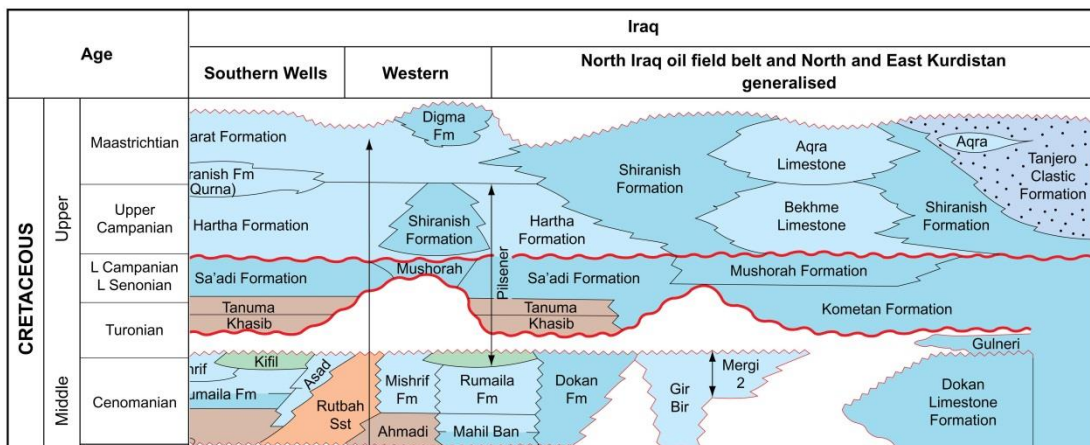 Iraq
Age
Southern Wells
Western
North Iraq oil field belt and North and East Kurdistan
generalised
CRETACEOUS
Upper
Middle
Maastrichtian
Upper
Campanian
L Campanian
L Senonian
Turonian
Cenomanian
arat Formation
ranish Fm
(Qurna)
Hartha Formation
Sa'adi Formation
Tanuma
Khasib
Kifil
hrif
umaila Fm
Asad
Rutbah
Sst
Digma
Fm
Shiranish
Formation
Mushorah
Pilsener
Mishrif
Fm
Ahmadi
Rumaila
Fm
Mahil Ban
Hartha
Formation
Sa'adi Formation
Tanuma
Khasib
Dokan
Fm
Shiranish
Formation
Aqra
Limestone
Bekhme
Limestone
Mushorah Formation
Kometan Formation
Gir
Bir
Mergi
2
Aqra
Tanjero
Clastic
Formation
Shiranish
Formation
Gulneri
Dokan
Limestone
Formation